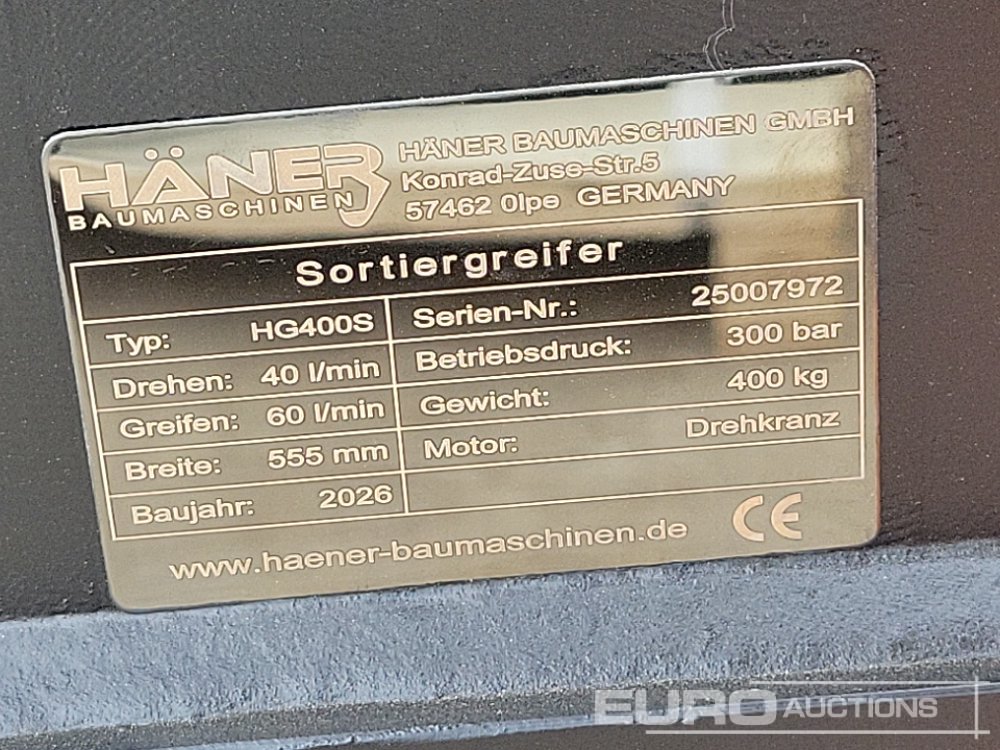 HÄNER
BAUMASCHINEN
HÄNER BAUMASCHINEN GMBH
Konrad-Zuse-Str.5
57462 Olpe GERMANY
Sortiergreifer
Typ: HG400S
Serien-Nr.: 25007972
Drehen: 40 l/min
Betriebsdruck: 300 bar
Greifen: 60 l/min
Gewicht: 400 kg
Breite: 555 mm
Motor: Drehkranz
Baujahr: 2026
www.haener-baumaschinen.de
CE
EURO AUCTIONS